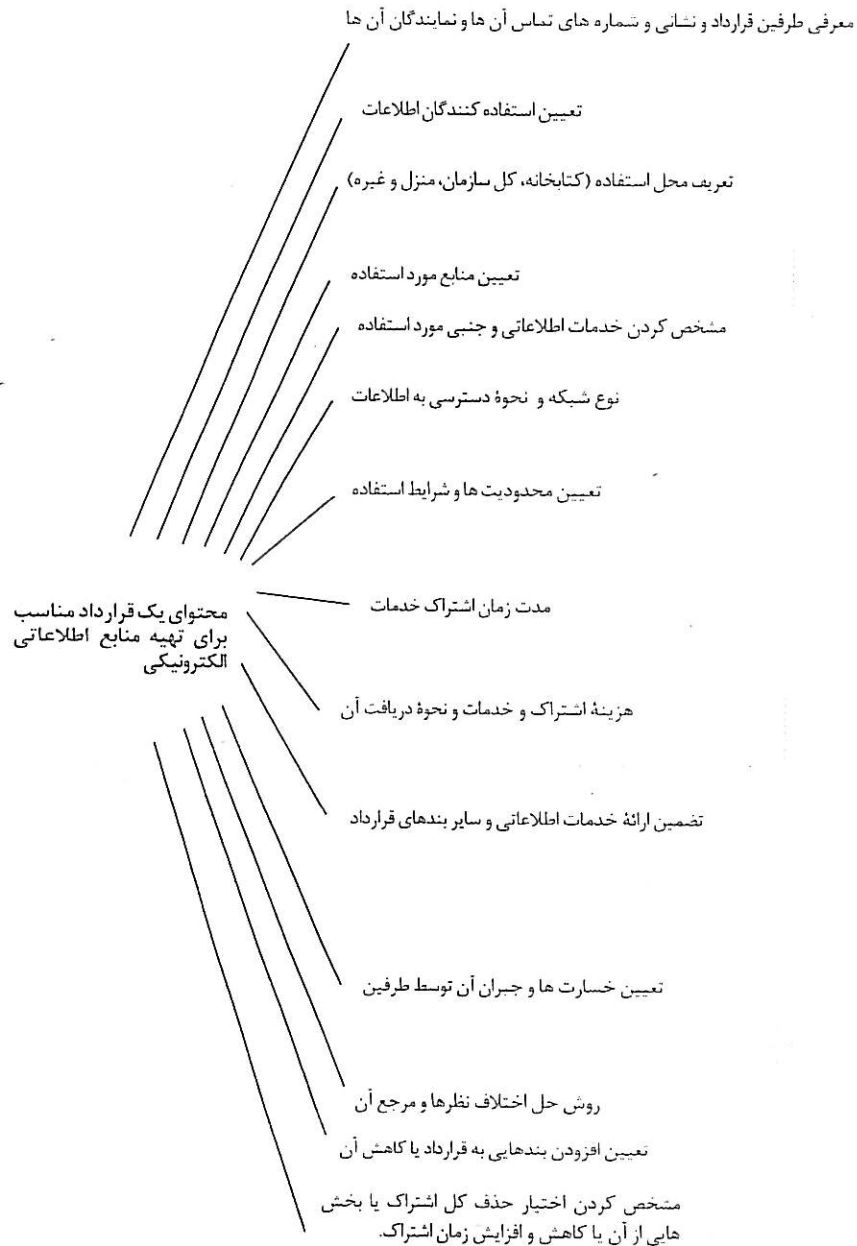 معرفی طرفین قرارداد و نشانی و شماره های تماس آن ها و نمایندگان آن ها
تعیین استفاده کنندگان اطلاعات
تعریف محل استفاده (کتابخانه، کل سازمان، منزل و غیره)
تعیین منابع مورد استفاده
مشخص کردن خدمات اطلاعاتی و جنبی مورد استفاده
نوع شبکه و نحوۀ دسترسی به اطلاعات
تعیین محدودیت ها و شرایط استفاده
مدت زمان اشتراک خدمات
محتوای یک قرارداد مناسب
برای تهیه منابع اطلاعاتی
الکترونیکی
هزینۀ اشتراک و خدمات و نحوۀ دریافت آن
تضمین ارائۀ خدمات اطلاعاتی و سایر بندهای قرارداد
تعیین خسارت ها و جبران آن توسط طرفین
روش حل اختلاف نظرها و مرجع آن
تعیین افزودن بندهایی به قرارداد یا کاهش آن
مشخص کردن اختیار حذف کل اشتراک یا بخش
هایی از آن یا کاهش و افزایش زمان اشتراک.